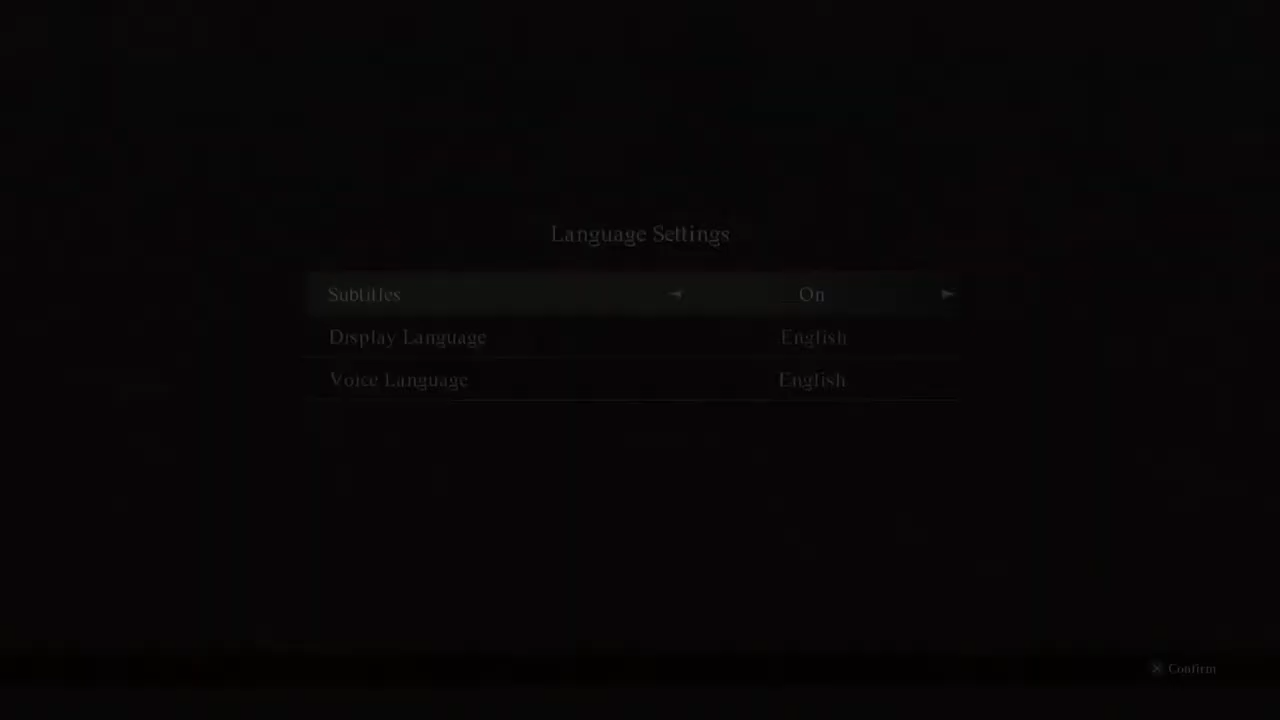 Language Settings
Subtitles On
Display Language English
Voice Language English
Confirm